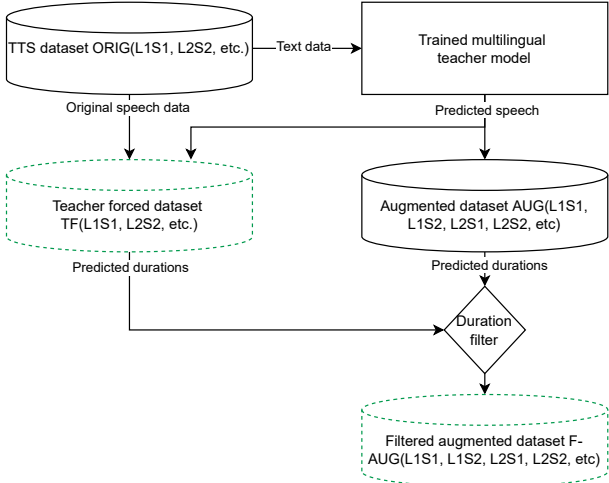 TTS dataset ORIG(L1S1, L2S2, etc.)
Text data
Trained multilingual
teacher model
Original speech data
Predicted speech
Teacher forced dataset
TF(L1S1, L2S2, etc.)
Augmented dataset AUG(L1S1,
L1S2, L2S1, L2S2, etc)
Predicted durations
Predicted durations
Duration
filter
Filtered augmented dataset F-
AUG(L1S1, L1S2, L2S1, L2S2, etc)